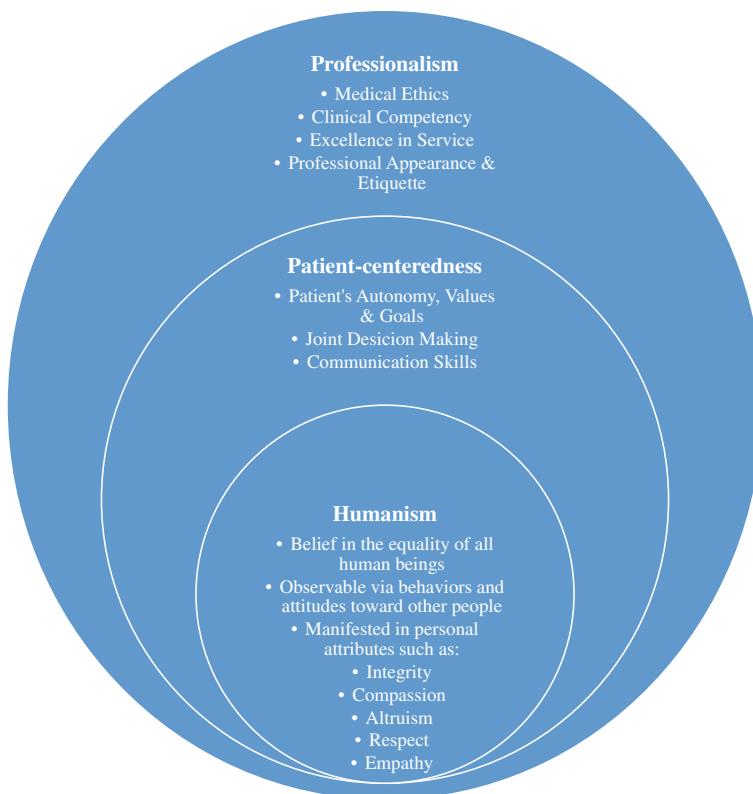 Professionalism
• Medical Ethics
• Clinical Competency
• Excellence in Service
• Professional Appearance &
Etiquette
Patient-centeredness
• Patient's Autonomy, Values
& Goals
• Joint Desicion Making
• Communication Skills
Humanism
• Belief in the equality of all
human beings
• Observable via behaviors and
attitudes toward other people
• Manifested in personal
attributes such as:
• Integrity
• Compassion
• Altruism
• Respect
• Empathy